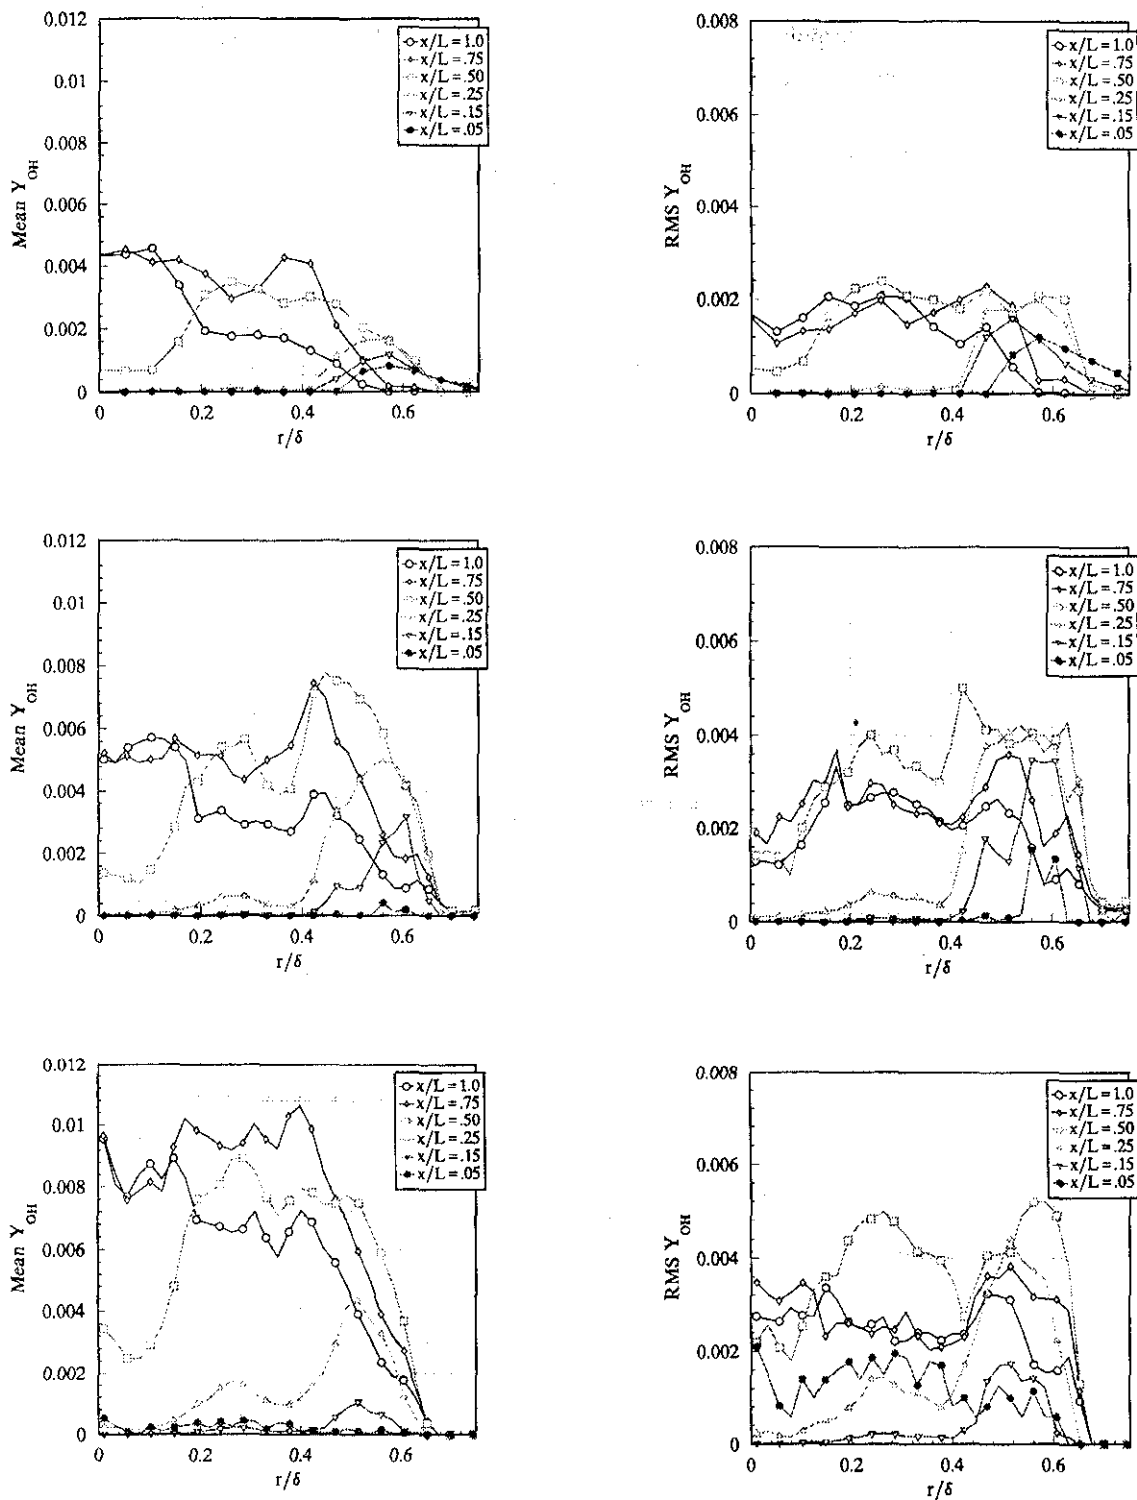 0.012
x/L = 1.0
x/L = .75
x/L = .50
x/L = .25
x/L = .15
x/L = .05
0.01
0.008
0.006
0.004
0.002
0
Mean Y_OH
0 0.2 0.4 0.6
r/δ
0.008
x/L = 1.0
x/L = .75
x/L = .50
x/L = .25
x/L = .15
x/L = .05
0.006
0.004
0.002
0
RMS Y_OH
0 0.2 0.4 0.6
r/δ
0.012
x/L = 1.0
x/L = .75
x/L = .50
x/L = .25
x/L = .15
x/L = .05
0.01
0.008
0.006
0.004
0.002
0
Mean Y_OH
0 0.2 0.4 0.6
r/δ
0.008
x/L = 1.0
x/L = .75
x/L = .50
x/L = .25
x/L = .15
x/L = .05
0.006
0.004
0.002
0
RMS Y_OH
0 0.2 0.4 0.6
r/δ
0.012
x/L = 1.0
x/L = .75
x/L = .50
x/L = .25
x/L = .15
x/L = .05
0.01
0.008
0.006
0.004
0.002
0
Mean Y_OH
0 0.2 0.4 0.6
r/δ
0.008
x/L = 1.0
x/L = .75
x/L = .50
x/L = .25
x/L = .15
x/L = .05
0.006
0.004
0.002
0
RMS Y_OH
0 0.2 0.4 0.6
r/δ